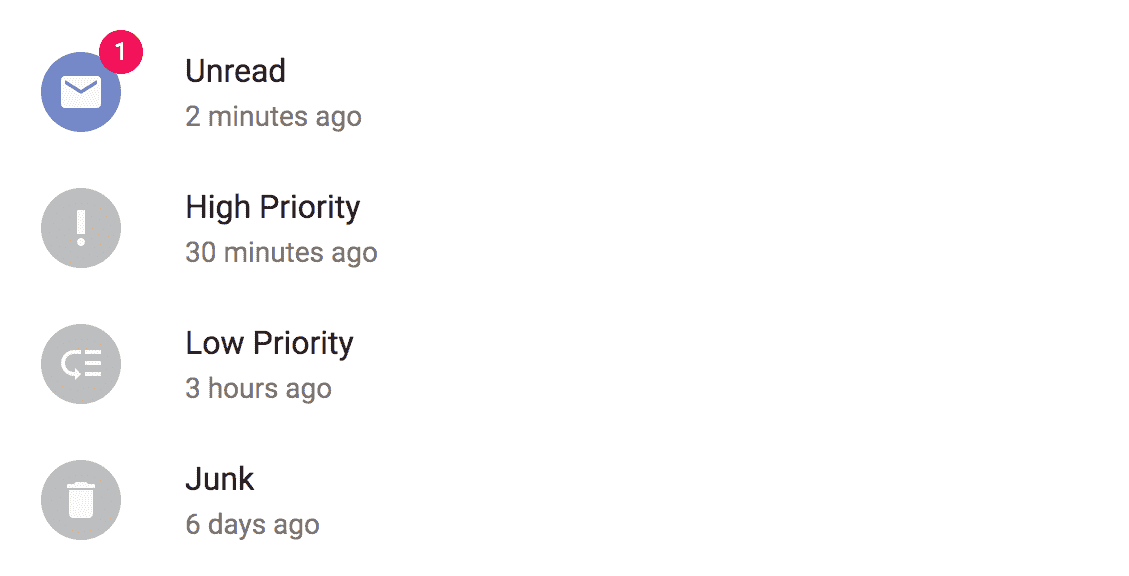 1
Unread
2 minutes ago
High Priority
30 minutes ago
Low Priority
3 hours ago
Junk
6 days ago